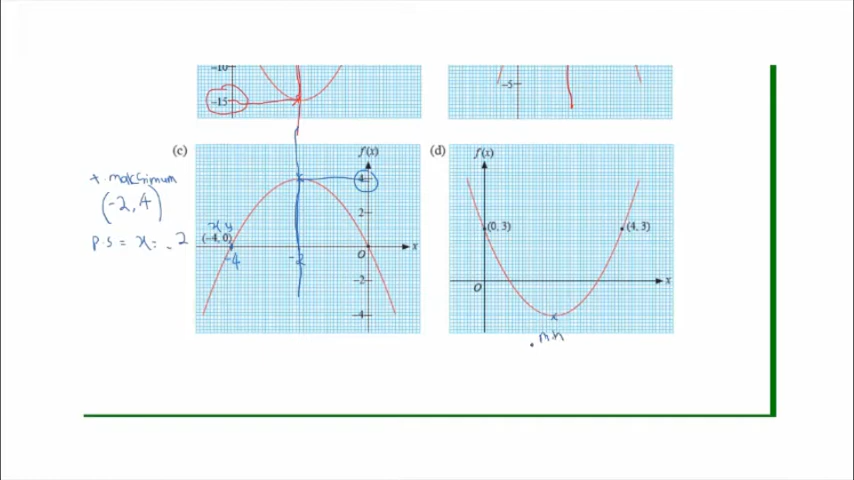 -10
-15
-5
(c)
f(x)
(d)
f(x)
maximum
(-2, 4)
4
2
x y
(-4, 0)
(0, 3)
(4, 3)
P.S = x = -2
-4
-2
O
x
-2
O
x
-4
min